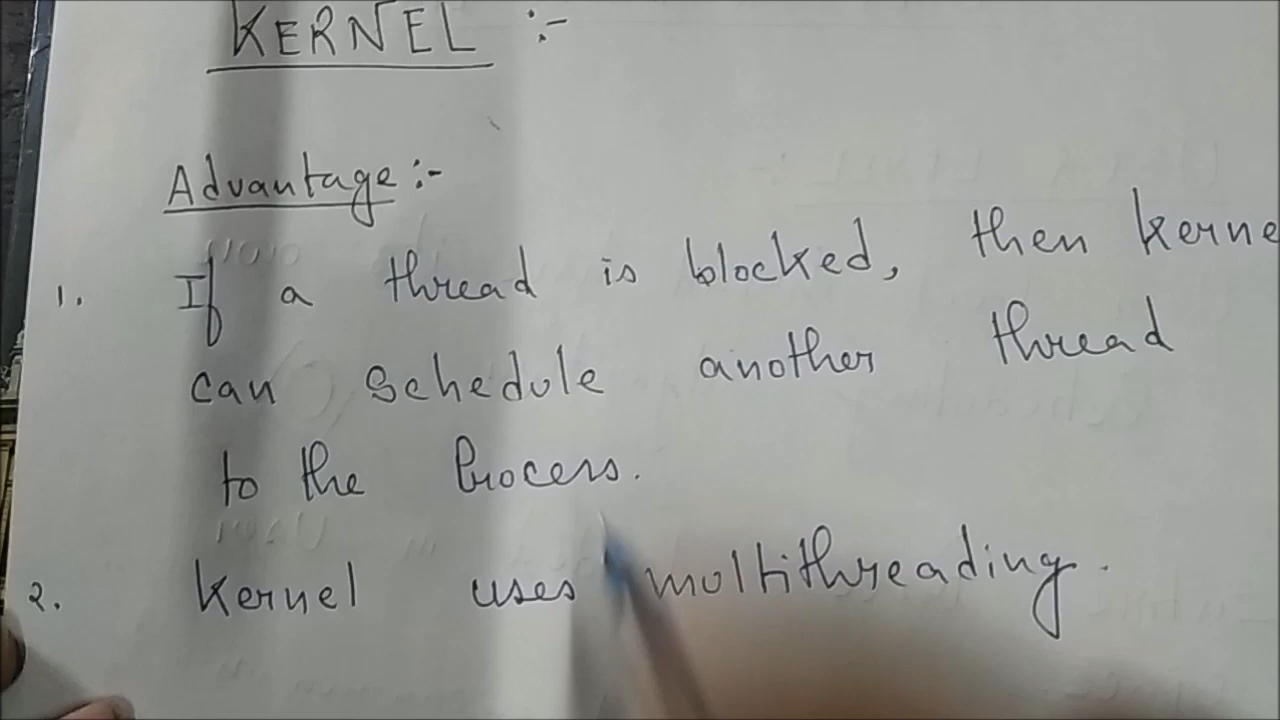 KERNEL :-
Advantage :-
1. If a thread is blocked, then kerne
can schedule another thread
to the Process.
2. Kernel uses multithreading.